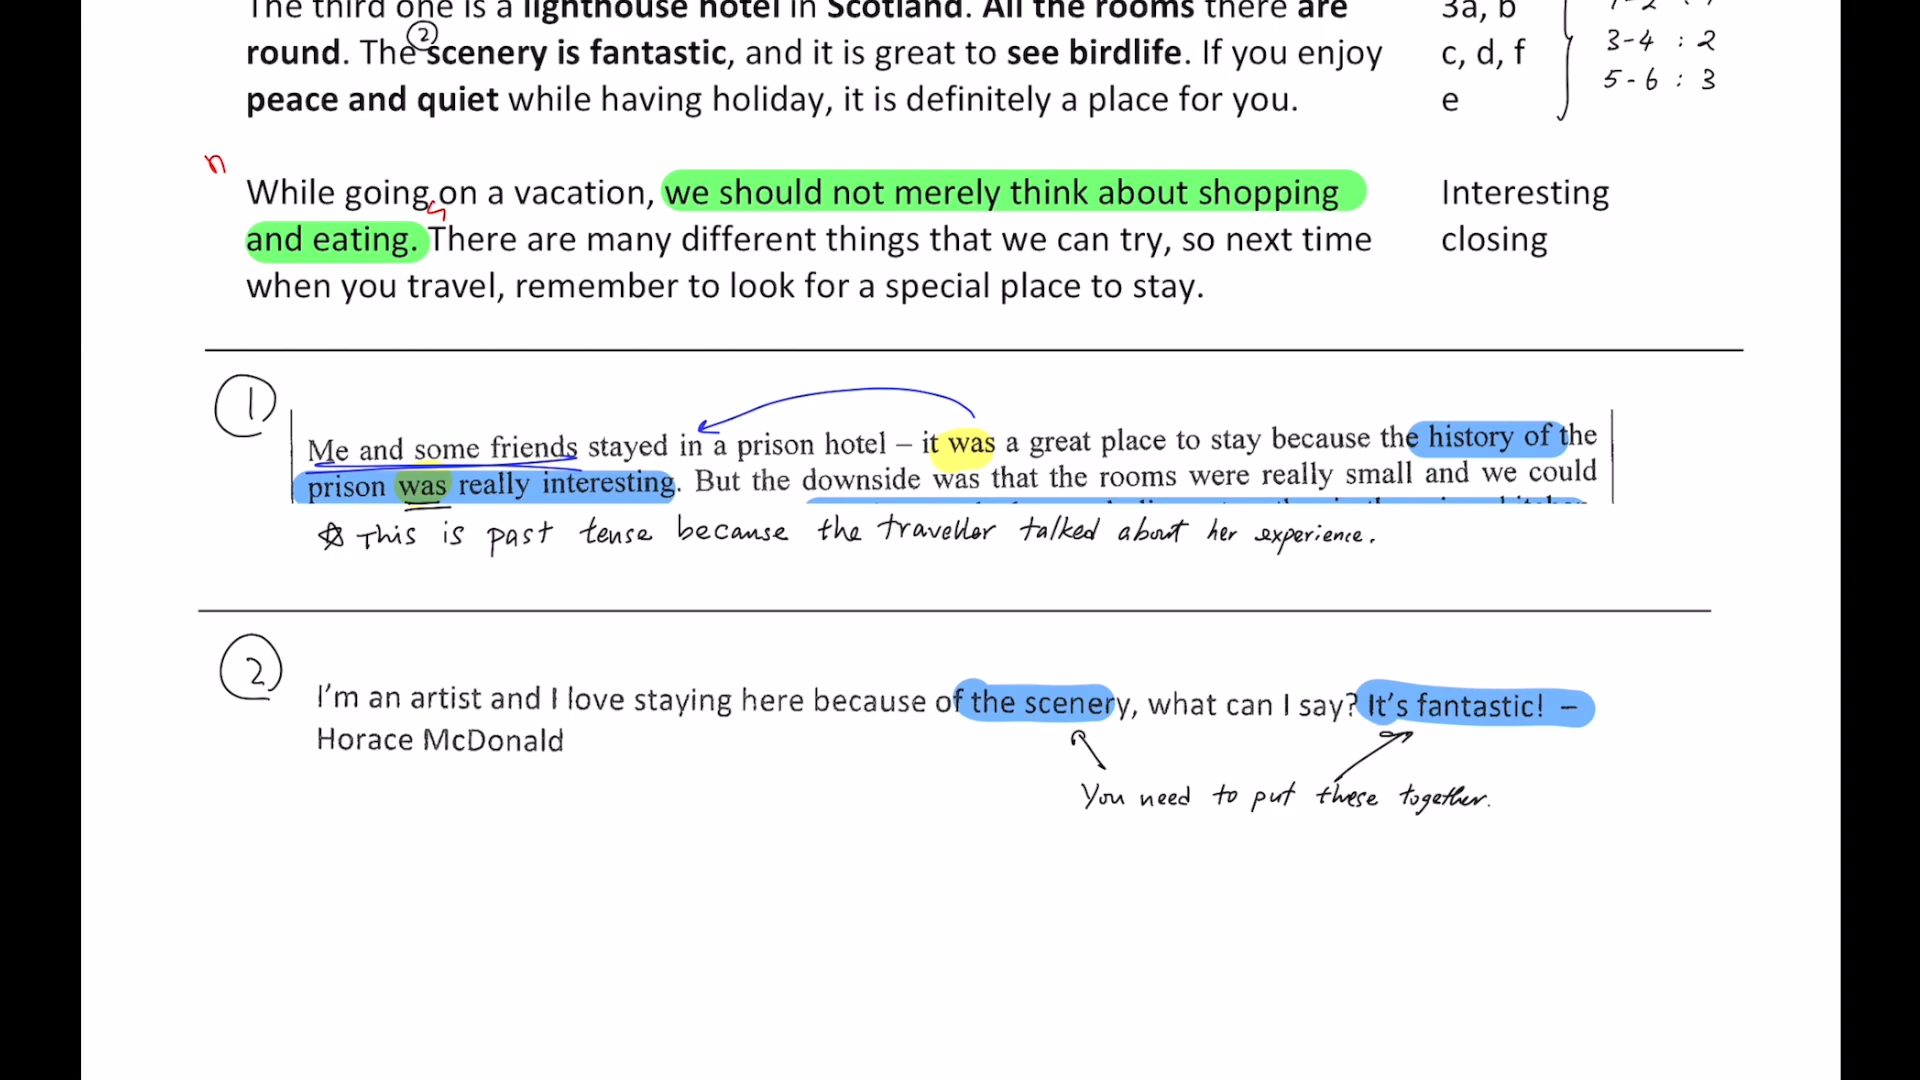 The third one is a lighthouse hotel in Scotland. All the rooms there are 3a, b
3-4 : 2
②
round. The scenery is fantastic, and it is great to see birdlife. If you enjoy c, d, f
5-6 : 3
peace and quiet while having holiday, it is definitely a place for you. e
n
While going on a vacation, we should not merely think about shopping Interesting
and eating. There are many different things that we can try, so next time closing
when you travel, remember to look for a special place to stay.
①
Me and some friends stayed in a prison hotel – it was a great place to stay because the history of the
prison was really interesting. But the downside was that the rooms were really small and we could
☆ This is past tense because the traveller talked about her experience.
②
I'm an artist and I love staying here because of the scenery, what can I say? It's fantastic! –
Horace McDonald
You need to put these together.